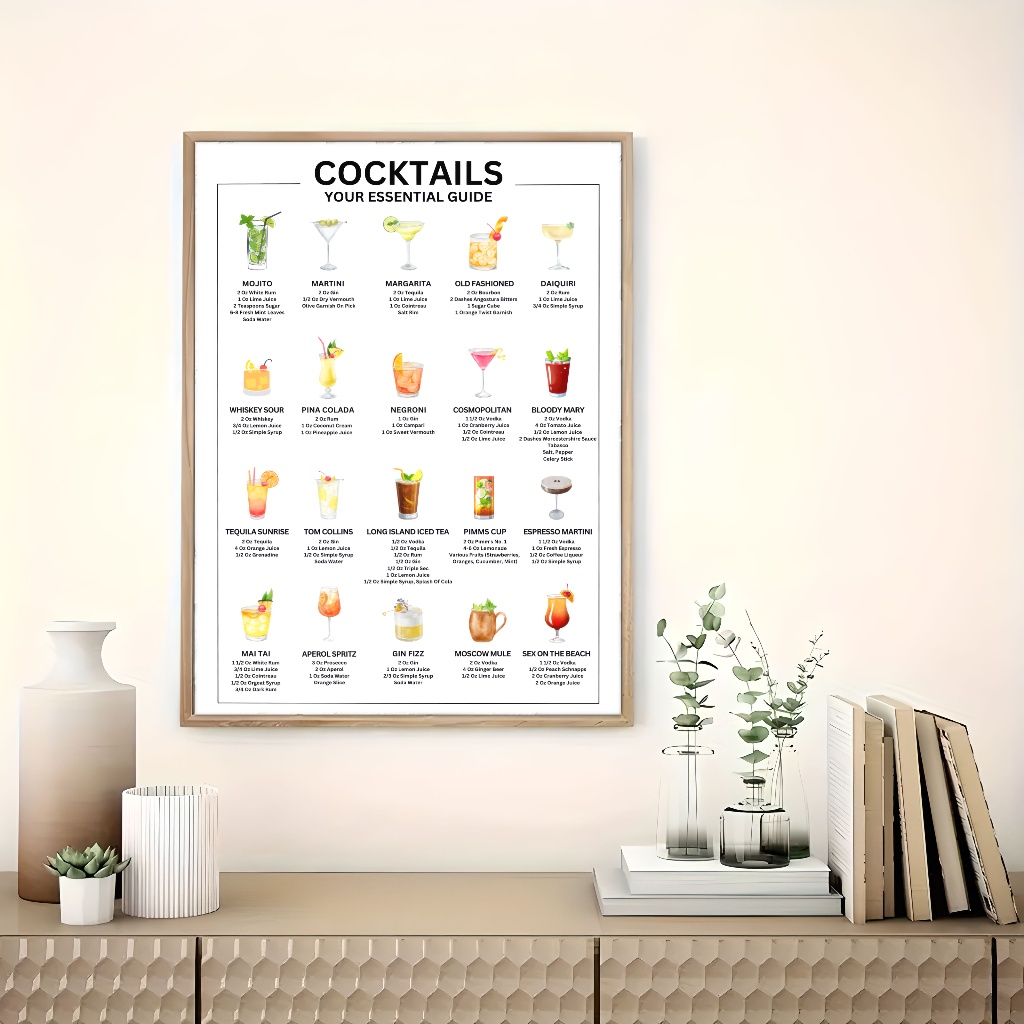 COCKTAILS
YOUR ESSENTIAL GUIDE
MOJITO
2 Oz White Rum
1 Oz Lime Juice
2 Teaspoons Sugar
6-8 Fresh Mint Leaves
Soda Water
MARTINI
2 Oz Gin
1/2 Oz Dry Vermouth
Olive Garnish On Pick
MARGARITA
2 Oz Tequila
1 Oz Lime Juice
1 Oz Cointreau
Salt Rim
OLD FASHIONED
2 Oz Bourbon
2 Dashes Angostura Bitters
1 Sugar Cube
1 Orange Twist Garnish
DAIQUIRI
2 Oz Rum
1 Oz Lime Juice
3/4 Oz Simple Syrup
WHISKEY SOUR
2 Oz Whiskey
3/4 Oz Lemon Juice
1/2 Oz Simple Syrup
PINA COLADA
2 Oz Rum
1 Oz Coconut Cream
1 Oz Pineapple Juice
NEGRONI
1 Oz Gin
1 Oz Campari
1 Oz Sweet Vermouth
COSMOPOLITAN
1 1/2 Oz Vodka
1 Oz Cranberry Juice
1/2 Oz Cointreau
1/2 Oz Lime Juice
BLOODY MARY
2 Oz Vodka
4 Oz Tomato Juice
1/2 Oz Lemon Juice
2 Dashes Worcestershire Sauce
Tabasco
Salt, Pepper
Celery Stick
TEQUILA SUNRISE
2 Oz Tequila
4 Oz Orange Juice
1/2 Oz Grenadine
TOM COLLINS
2 Oz Gin
1 Oz Lemon Juice
1/2 Oz Simple Syrup
Soda Water
LONG ISLAND ICED TEA
1/2 Oz Vodka
1/2 Oz Tequila
1/2 Oz Rum
1/2 Oz Gin
1/2 Oz Triple Sec
1 Oz Lemon Juice
1/2 Oz Simple Syrup, Splash Of Cola
PIMMS CUP
2 Oz Pimm's No. 1
4-6 Oz Lemonade
Various Fruits (Strawberries,
Oranges, Cucumber, Mint)
ESPRESSO MARTINI
1 1/2 Oz Vodka
1 Oz Fresh Espresso
1/2 Oz Coffee Liqueur
1/2 Oz Simple Syrup
MAI TAI
1 1/2 Oz White Rum
3/4 Oz Lime Juice
1/2 Oz Cointreau
1/2 Oz Orgeat Syrup
3/4 Oz Dark Rum
APEROL SPRITZ
3 Oz Prosecco
2 Oz Aperol
1 Oz Soda Water
Orange Slice
GIN FIZZ
2 Oz Gin
1 Oz Lemon Juice
2/3 Oz Simple Syrup
Soda Water
MOSCOW MULE
2 Oz Vodka
4 Oz Ginger Beer
1/2 Oz Lime Juice
SEX ON THE BEACH
1 1/2 Oz Vodka
1/2 Oz Peach Schnapps
2 Oz Cranberry Juice
2 Oz Orange Juice